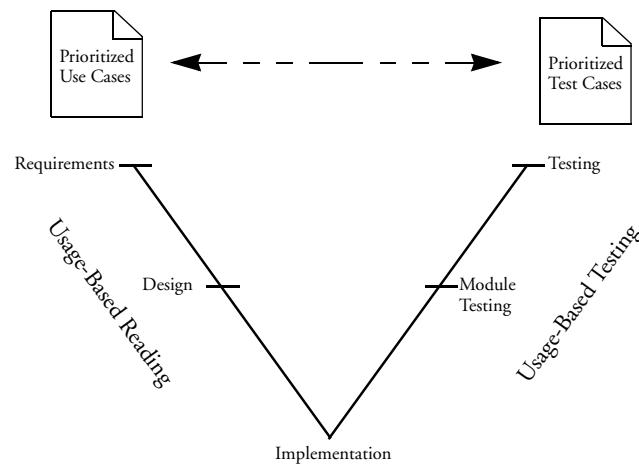 Prioritized
Use Cases
Prioritized
Test Cases
Requirements
Testing
Usage-Based Reading
Usage-Based Testing
Design
Module
Testing
Implementation